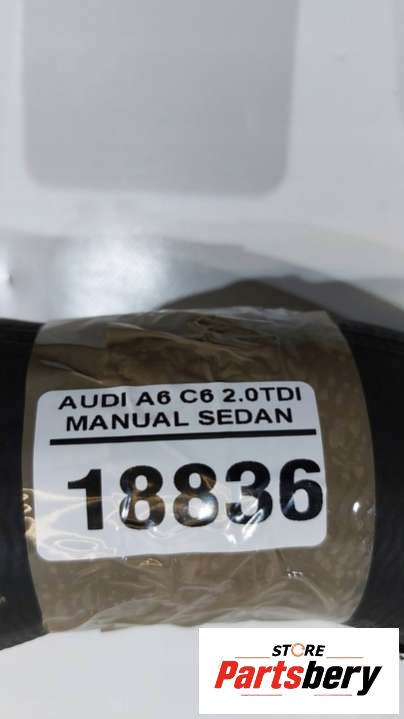 AUDI A6 C6 2.0TDI
MANUAL SEDAN
18836
STORE
Partsbery